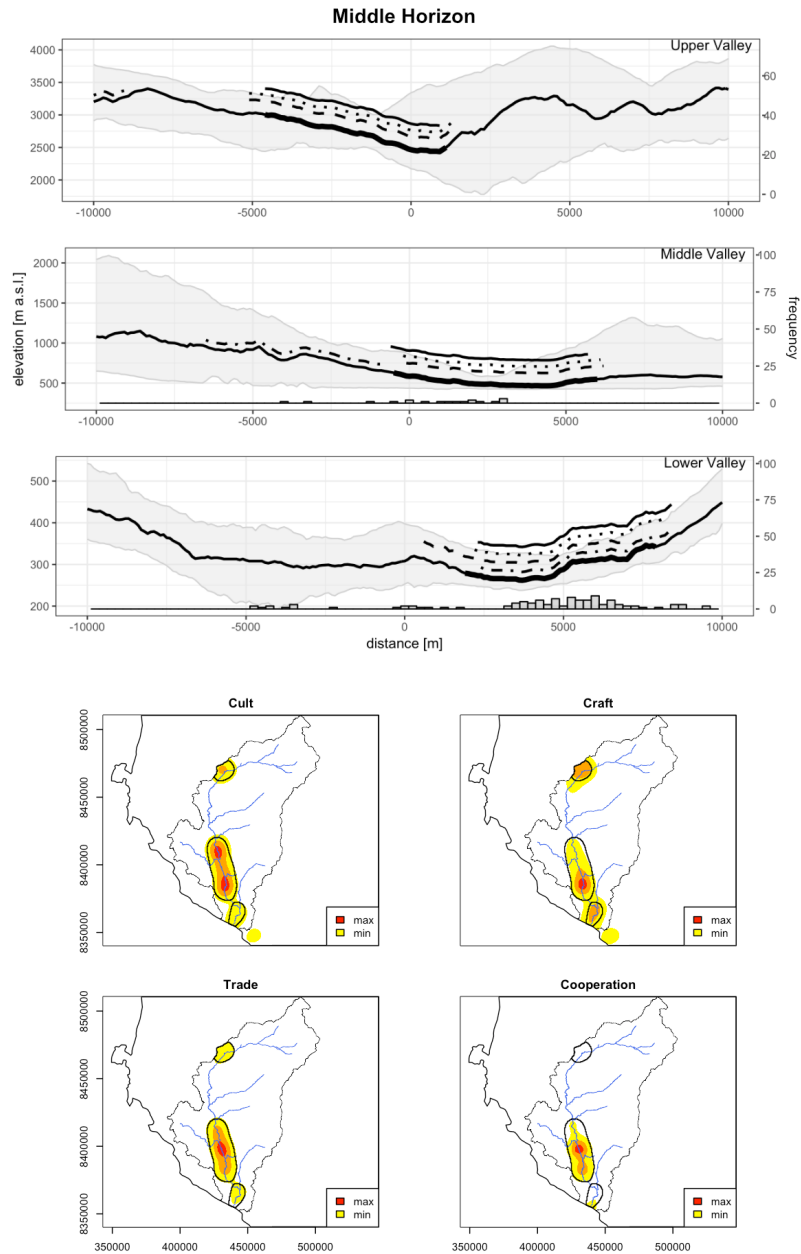 Middle Horizon
Upper Valley
4000
3500
3000
2500
2000
60
40
20
0
-10000 -5000 0 5000 10000
Middle Valley
2000
1500
1000
500
100
75
50
25
0
-10000 -5000 0 5000 10000
elevation [m a.s.l.]
frequency
Lower Valley
500
400
300
200
100
75
50
25
0
-10000 -5000 0 5000 10000
distance [m]
Cult
8500000
8450000
8400000
8350000
max
min
Craft
max
min
Trade
8500000
8450000
8400000
8350000
max
min
350000 400000 450000 500000
Cooperation
max
min
350000 400000 450000 500000